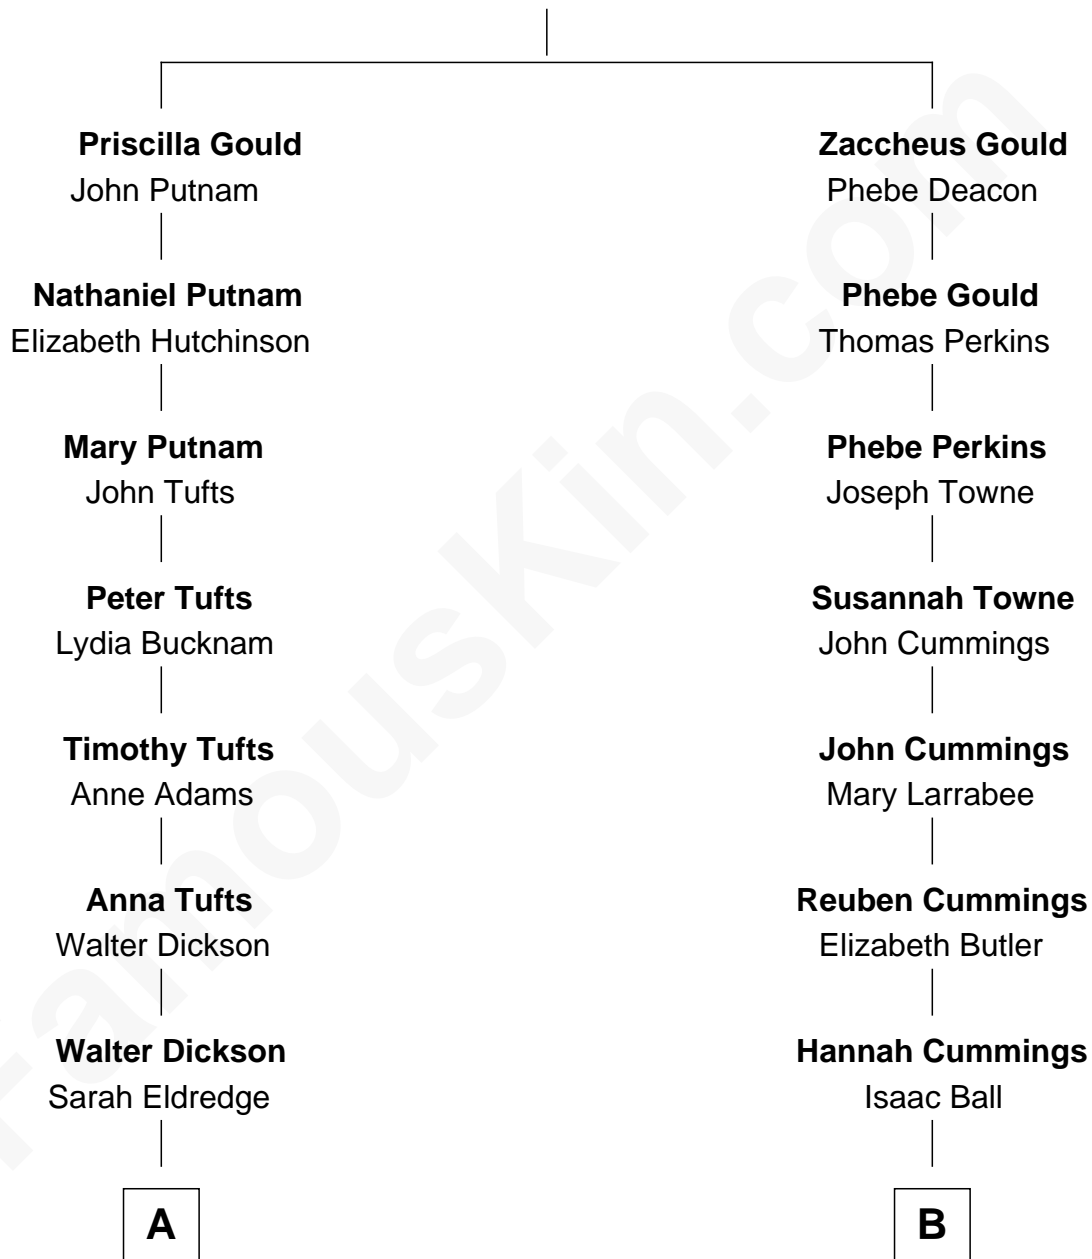 Priscilla Gould
John Putnam
Nathaniel Putnam
Elizabeth Hutchinson
Mary Putnam
John Tufts
Peter Tufts
Lydia Bucknam
Timothy Tufts
Anne Adams
Anna Tufts
Walter Dickson
Walter Dickson
Sarah Eldredge
A
Zaccheus Gould
Phebe Deacon
Phebe Gould
Thomas Perkins
Phebe Perkins
Joseph Towne
Susannah Towne
John Cummings
John Cummings
Mary Larrabee
Reuben Cummings
Elizabeth Butler
Hannah Cummings
Isaac Ball
B
FamousKin.com